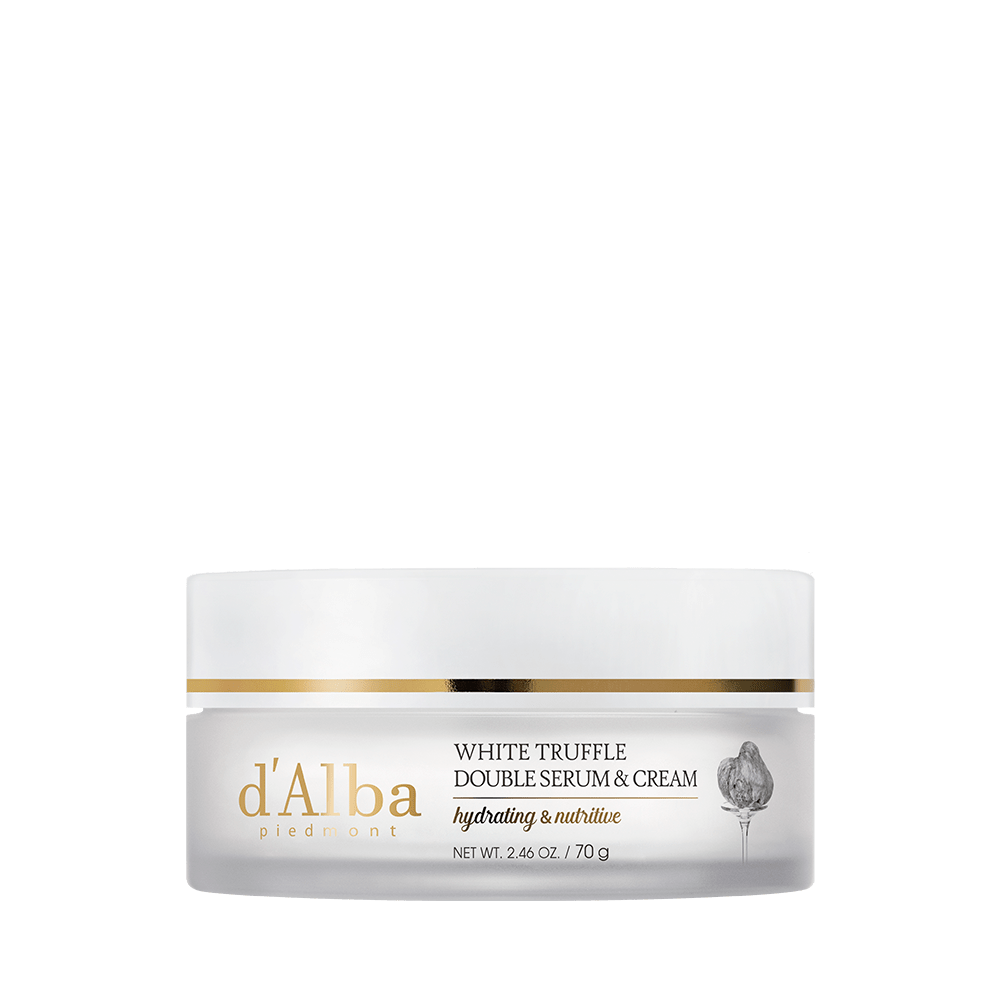 d'Alba
piedmont
WHITE TRUFFLE
DOUBLE SERUM & CREAM
hydrating & nutritive
NET WT. 2.46 OZ. / 70 g